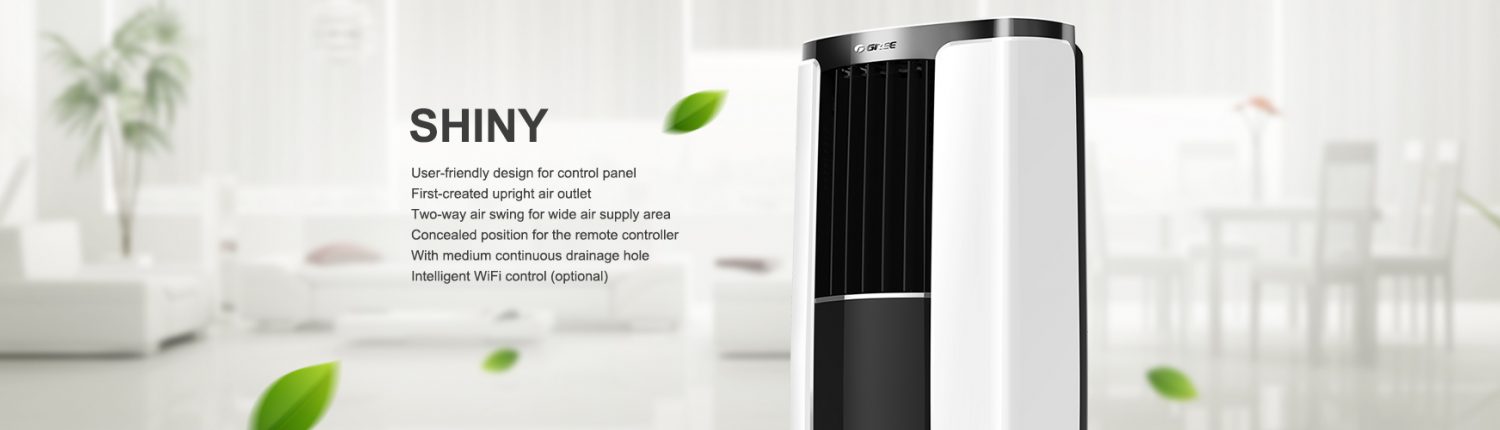 GREE
SHINY
User-friendly design for control panel
First-created upright air outlet
Two-way air swing for wide air supply area
Concealed position for the remote controller
With medium continuous drainage hole
Intelligent WiFi control (optional)